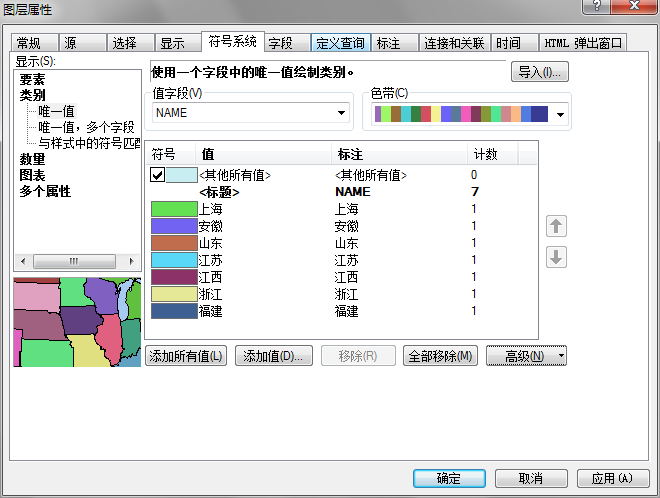 图层属性
常规 源 选择 显示 符号系统 字段 定义查询 标注 连接和关联 时间 HTML 弹出窗口
显示(S):
要素
类别
唯一值
唯一值，多个字段
与样式中的符号匹配
数量
图表
多个属性
使用一个字段中的唯一值绘制类别。
导入(I)...
值字段(V)
NAME
色带(C)
符号 值 标注 计数
<其他所有值> <其他所有值> 0
<标题> NAME 7
上海 上海 1
安徽 安徽 1
山东 山东 1
江苏 江苏 1
江西 江西 1
浙江 浙江 1
福建 福建 1
添加所有值(L) 添加值(D)... 移除(R) 全部移除(M) 高级(N)
确定 取消 应用(A)